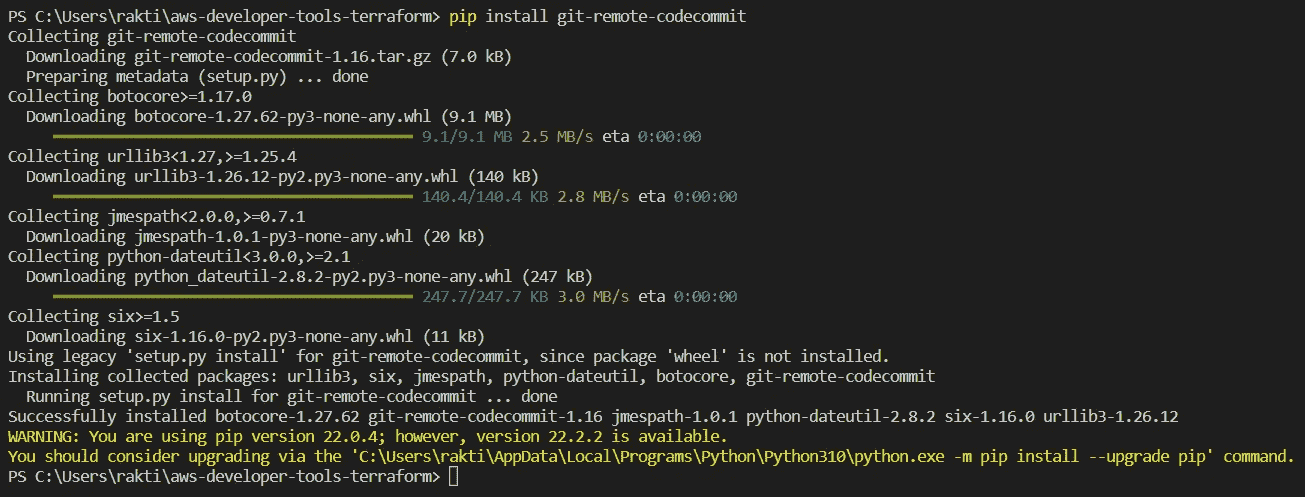 PS C:\Users\rakti\aws-developer-tools-terraform> pip install git-remote-codecommit
Collecting git-remote-codecommit
  Downloading git-remote-codecommit-1.16.tar.gz (7.0 kB)
  Preparing metadata (setup.py) ... done
Collecting botocore>=1.17.0
  Downloading botocore-1.27.62-py3-none-any.whl (9.1 MB)
     9.1/9.1 MB 2.5 MB/s eta 0:00:00
Collecting urllib3<1.27,>=1.25.4
  Downloading urllib3-1.26.12-py2.py3-none-any.whl (140 kB)
     140.4/140.4 KB 2.8 MB/s eta 0:00:00
Collecting jmespath<2.0.0,>=0.7.1
  Downloading jmespath-1.0.1-py3-none-any.whl (20 kB)
Collecting python-dateutil<3.0.0,>=2.1
  Downloading python_dateutil-2.8.2-py2.py3-none-any.whl (247 kB)
     247.7/247.7 KB 3.0 MB/s eta 0:00:00
Collecting six>=1.5
  Downloading six-1.16.0-py2.py3-none-any.whl (11 kB)
Using legacy 'setup.py install' for git-remote-codecommit, since package 'wheel' is not installed.
Installing collected packages: urllib3, six, jmespath, python-dateutil, botocore, git-remote-codecommit
  Running setup.py install for git-remote-codecommit ... done
Successfully installed botocore-1.27.62 git-remote-codecommit-1.16 jmespath-1.0.1 python-dateutil-2.8.2 six-1.16.0 urllib3-1.26.12
WARNING: You are using pip version 22.0.4; however, version 22.2.2 is available.
You should consider upgrading via the 'C:\Users\rakti\AppData\Local\Programs\Python\Python310\python.exe -m pip install --upgrade pip' command.
PS C:\Users\rakti\aws-developer-tools-terraform>